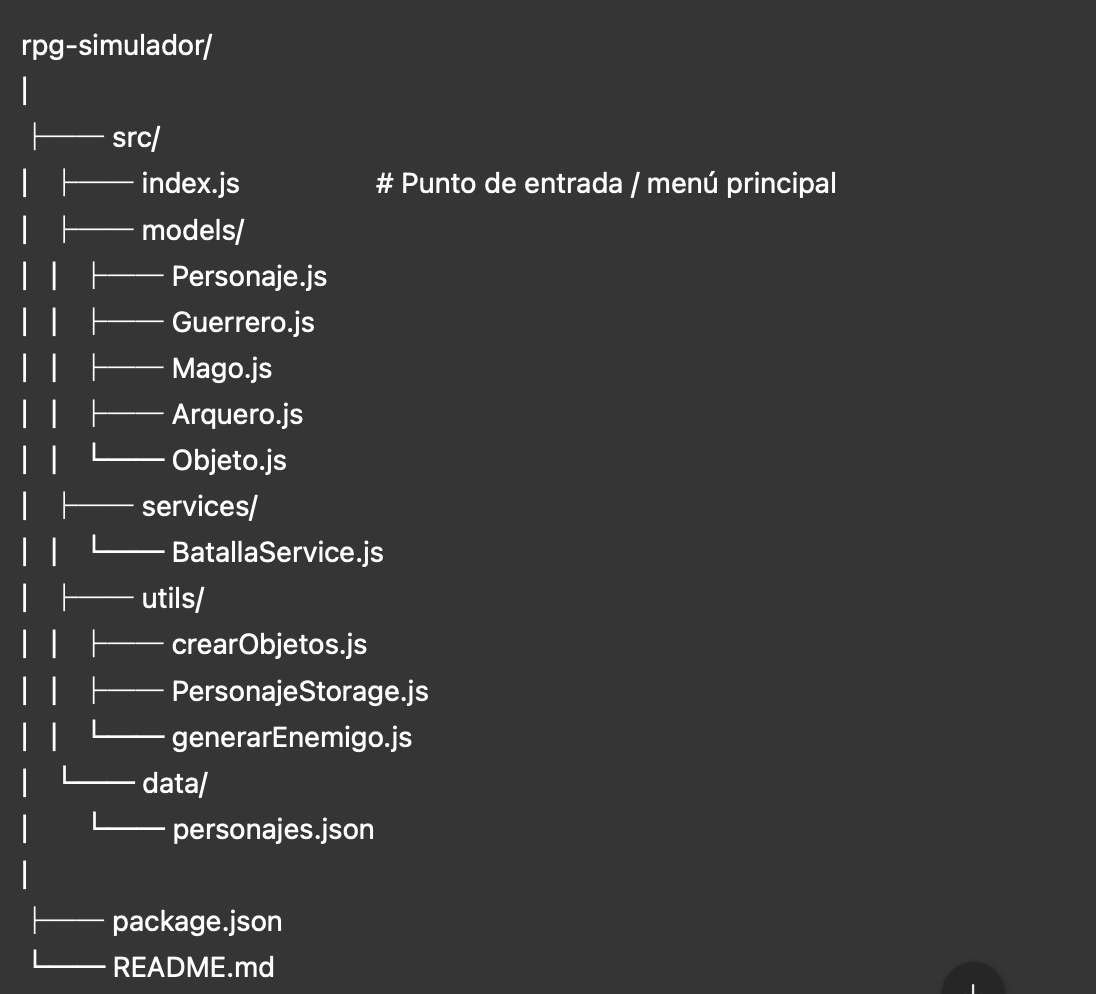 rpg-simulador/
│
├── src/
│ ├── index.js # Punto de entrada / menú principal
│ ├── models/
│ │ ├── Personaje.js
│ │ ├── Guerrero.js
│ │ ├── Mago.js
│ │ ├── Arquero.js
│ │ └── Objeto.js
│ ├── services/
│ │ └── BatallaService.js
│ ├── utils/
│ │ ├── crearObjetos.js
│ │ ├── PersonajeStorage.js
│ │ └── generarEnemigo.js
│ └── data/
│ └── personajes.json
│
├── package.json
└── README.md